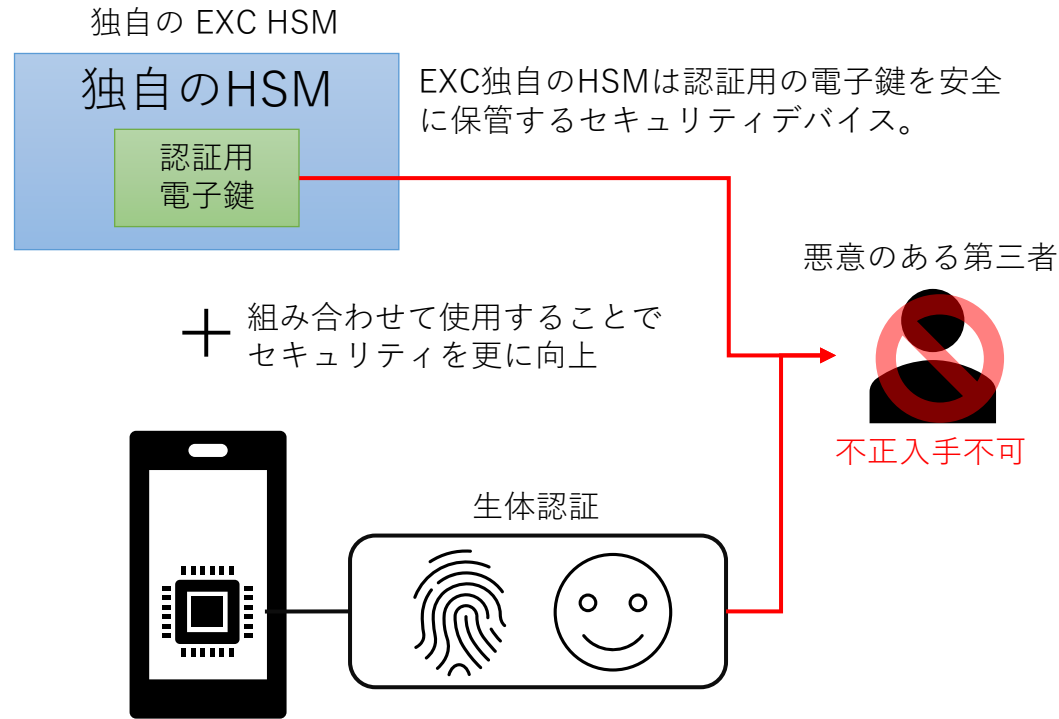 独自の EXC HSM
独自のHSM
認証用
電子鍵
EXC独自のHSMは認証用の電子鍵を安全
に保管するセキュリティデバイス。
悪意のある第三者
不正入手不可
＋
組み合わせて使用することで
セキュリティを更に向上
生体認証